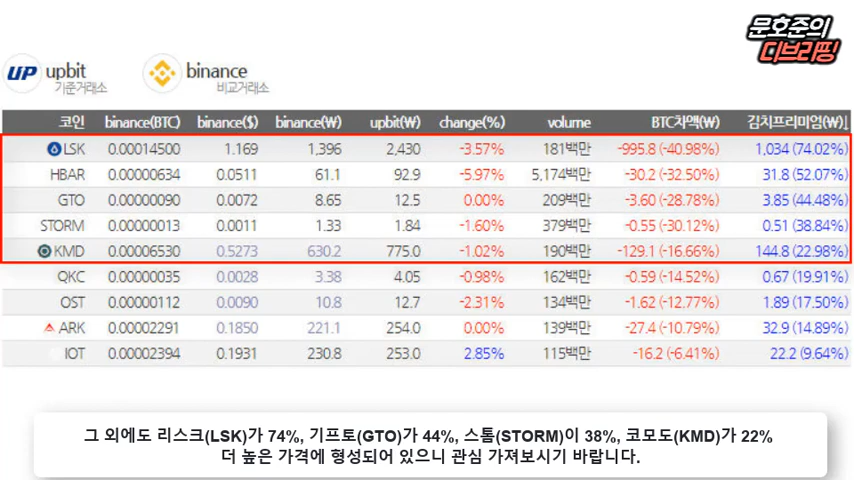 문호준의
디브리핑
UP upbit 기준거래소
binance 비교거래소
코인 binance(BTC) binance($) binance(₩) upbit(₩) change(%) volume BTC차액(₩) 김치프리미엄(₩)↓
LSK 0.00014500 1.169 1,396 2,430 -3.57% 181백만 -995.8 (-40.98%) 1,034 (74.02%)
HBAR 0.00000634 0.0511 61.1 92.9 -5.97% 5,174백만 -30.2 (-32.50%) 31.8 (52.07%)
GTO 0.00000090 0.0072 8.65 12.5 0.00% 209백만 -3.60 (-28.78%) 3.85 (44.48%)
STORM 0.00000013 0.0011 1.33 1.84 -1.60% 379백만 -0.55 (-30.12%) 0.51 (38.84%)
KMD 0.00006530 0.5273 630.2 775.0 -1.02% 190백만 -129.1 (-16.66%) 144.8 (22.98%)
QKC 0.00000035 0.0028 3.38 4.05 -0.98% 162백만 -0.59 (-14.52%) 0.67 (19.91%)
OST 0.00000112 0.0090 10.8 12.7 -2.31% 134백만 -1.62 (-12.77%) 1.89 (17.50%)
ARK 0.00002291 0.1850 221.1 254.0 0.00% 139백만 -27.4 (-10.79%) 32.9 (14.89%)
IOT 0.00002394 0.1931 230.8 253.0 2.85% 115백만 -16.2 (-6.41%) 22.2 (9.64%)
그 외에도 리스크(LSK)가 74%, 기프토(GTO)가 44%, 스톰(STORM)이 38%, 코모도(KMD)가 22%
더 높은 가격에 형성되어 있으니 관심 가져보시기 바랍니다.